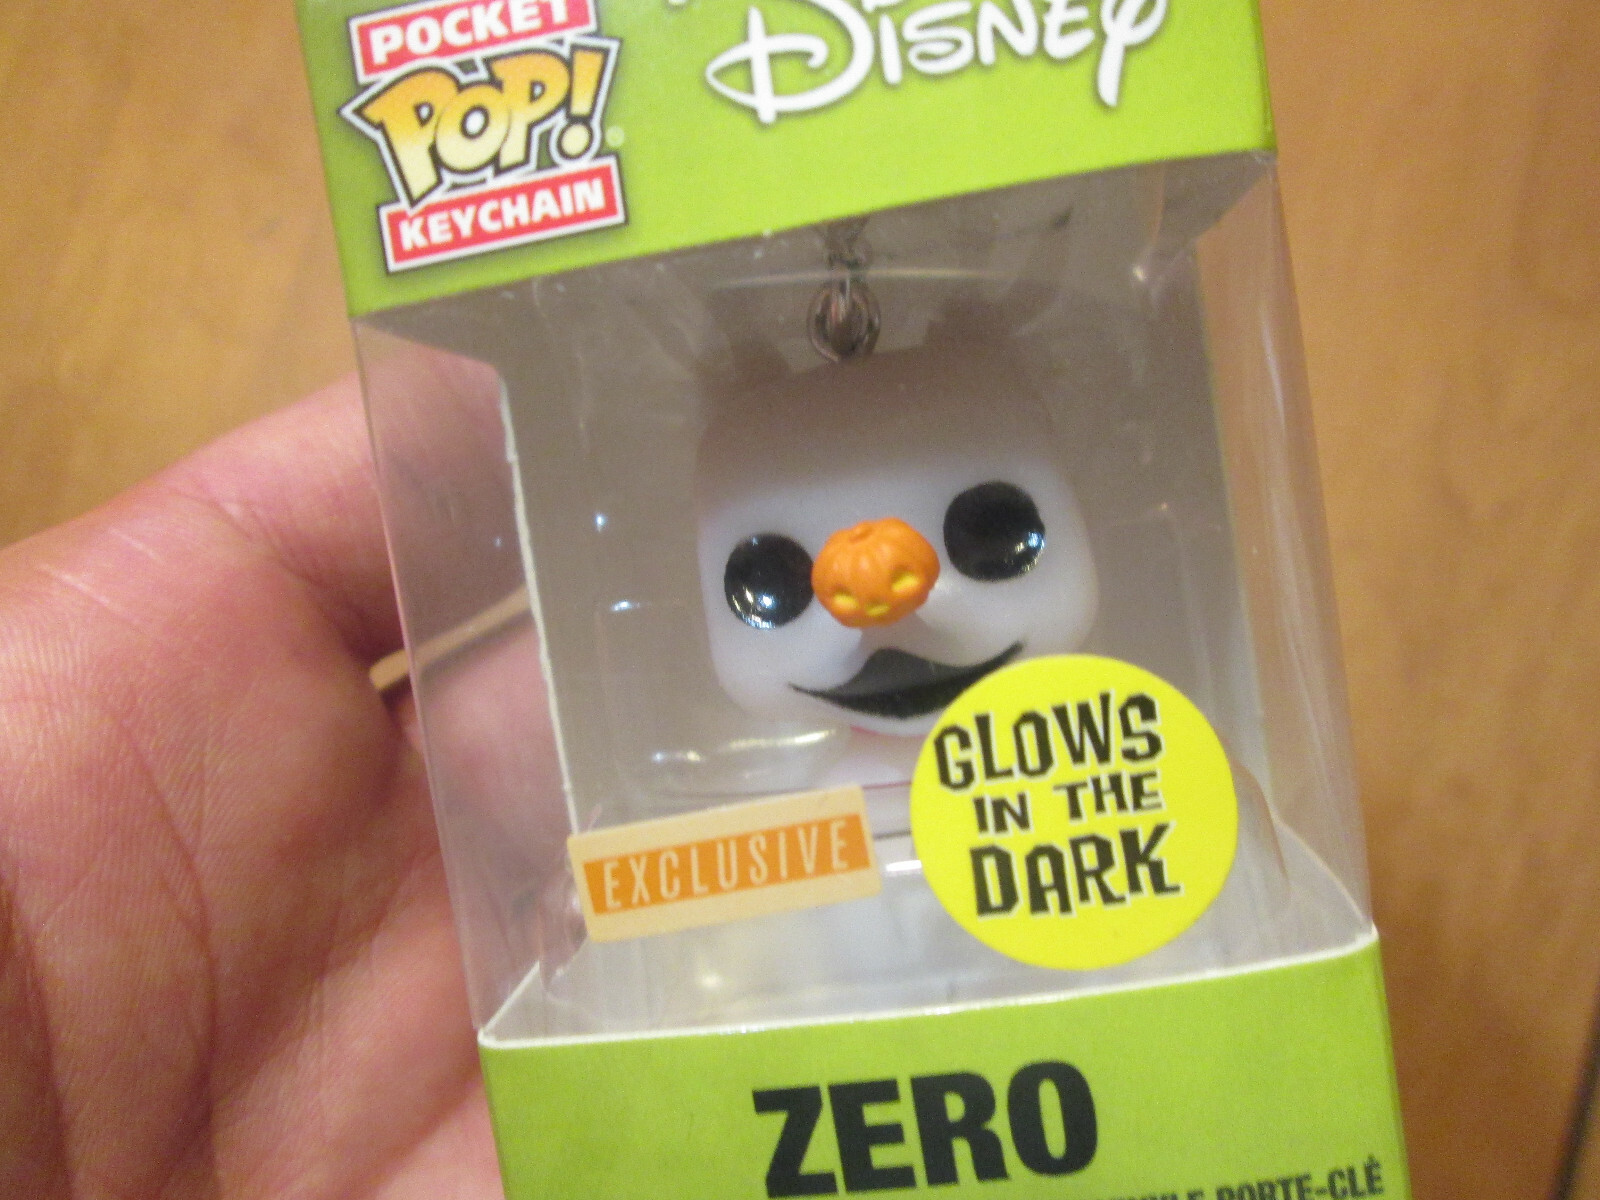 POCKET
POP!®
KEYCHAIN
DISNEY
EXCLUSIVE
GLOWS
IN THE
DARK
ZERO
PORTE-CLÉ